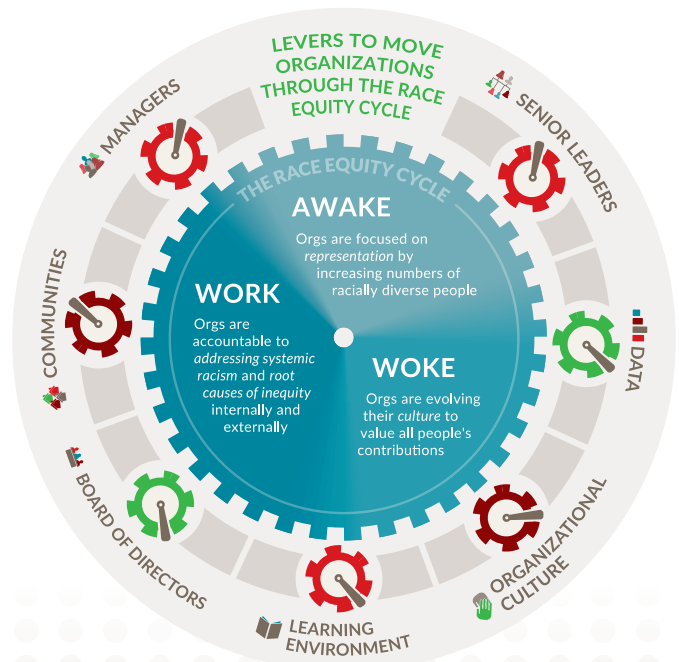 LEVERS TO MOVE
ORGANIZATIONS
THROUGH THE RACE
EQUITY CYCLE
SENIOR LEADERS
DATA
ORGANIZATIONAL
CULTURE
LEARNING
ENVIRONMENT
BOARD OF DIRECTORS
COMMUNITIES
MANAGERS
THE RACE EQUITY CYCLE
AWAKE
Orgs are focused on
representation by
increasing numbers of
racially diverse people
WOKE
Orgs are evolving
their culture to
value all people's
contributions
WORK
Orgs are
accountable to
addressing systemic
racism and root
causes of inequity
internally and
externally